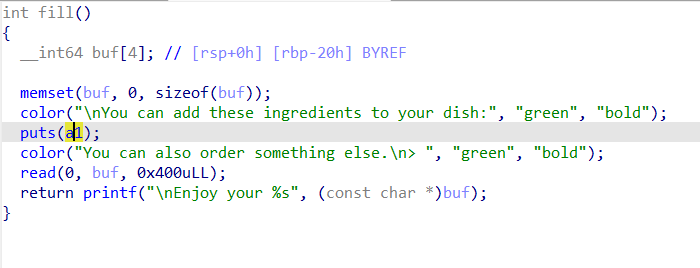 int fill()
{
__int64 buf[4]; // [rsp+0h] [rbp-20h] BYREF
memset(buf, 0, sizeof(buf));
color("\nYou can add these ingredients to your dish:", "green", "bold");
puts(a1);
color("You can also order something else.\n> ", "green", "bold");
read(0, buf, 0x400uLL);
return printf("\nEnjoy your %s", (const char *)buf);
}